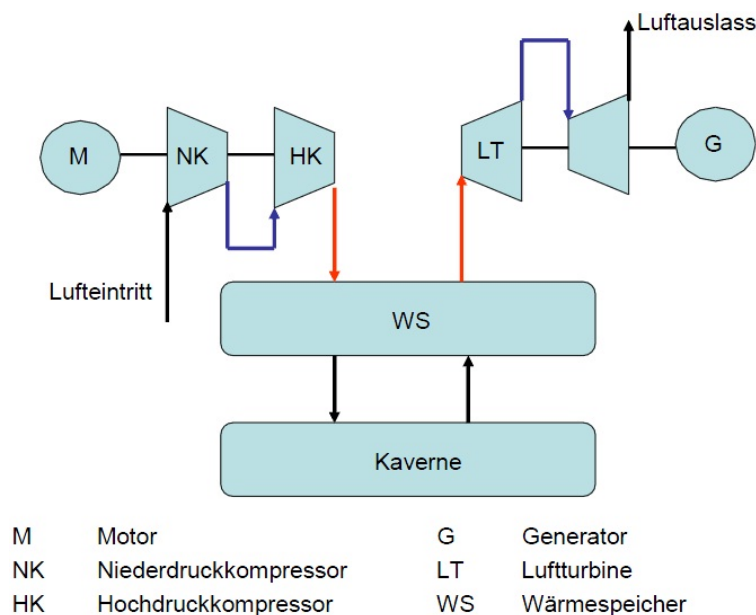 Luftauslass
M NK HK LT G
Lufteintritt
WS
Kaverne
M Motor G Generator
NK Niederdruckkompressor LT Luftturbine
HK Hochdruckkompressor WS Wärmespeicher